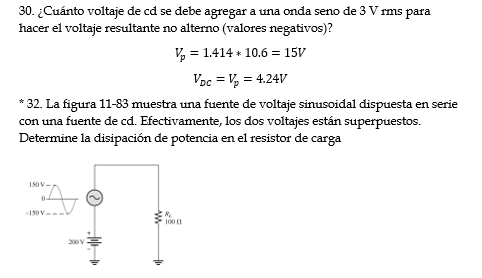 30. ¿Cuánto voltaje de cd se debe agregar a una onda seno de 3 V rms para
hacer el voltaje resultante no alterno (valores negativos)?
Vₚ = 1.414 ∗ 10.6 = 15V
V_DC = Vₚ = 4.24V
* 32. La figura 11-83 muestra una fuente de voltaje sinusoidal dispuesta en serie
con una fuente de cd. Efectivamente, los dos voltajes están superpuestos.
Determine la disipación de potencia en el resistor de carga
150 V
0
-150 V
R_L
100 Ω
200 V
+
−